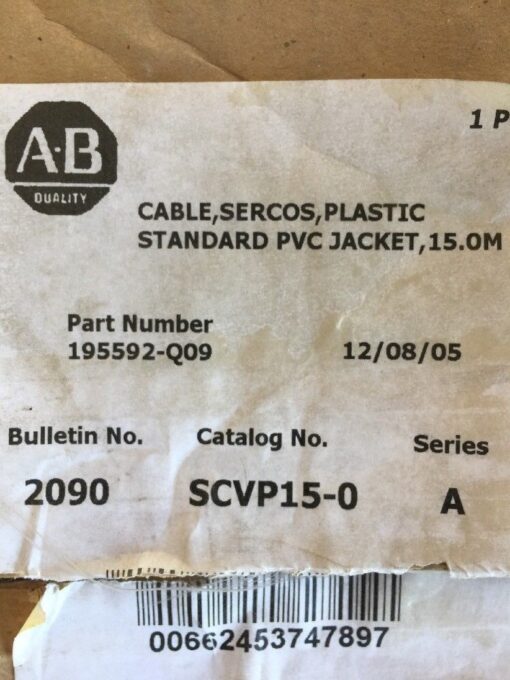 1 P
A·B
QUALITY
CABLE,SERCOS,PLASTIC
STANDARD PVC JACKET,15.0M
Part Number
195592-Q09 12/08/05
Bulletin No. Catalog No. Series
2090 SCVP15-0 A
00662453747897